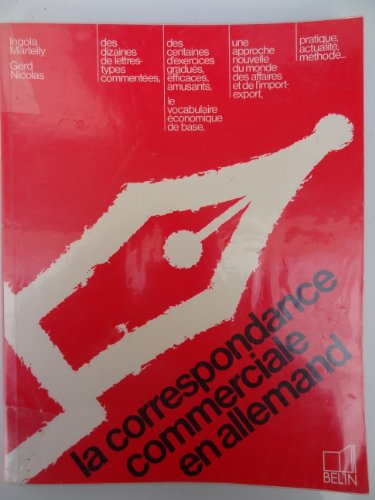 Ingola
Martelly
Gerd
Nicolas
des
dizaines
de lettres-
types
commentées,
des
centaines
d'exercices
gradués,
efficaces,
amusants,
le
vocabulaire
économique
de base,
une
approche
nouvelle
du monde
des affaires
et de l'import-
export,
pratique,
actualité,
méthode...
la correspondance
commerciale
en allemand
BELIN